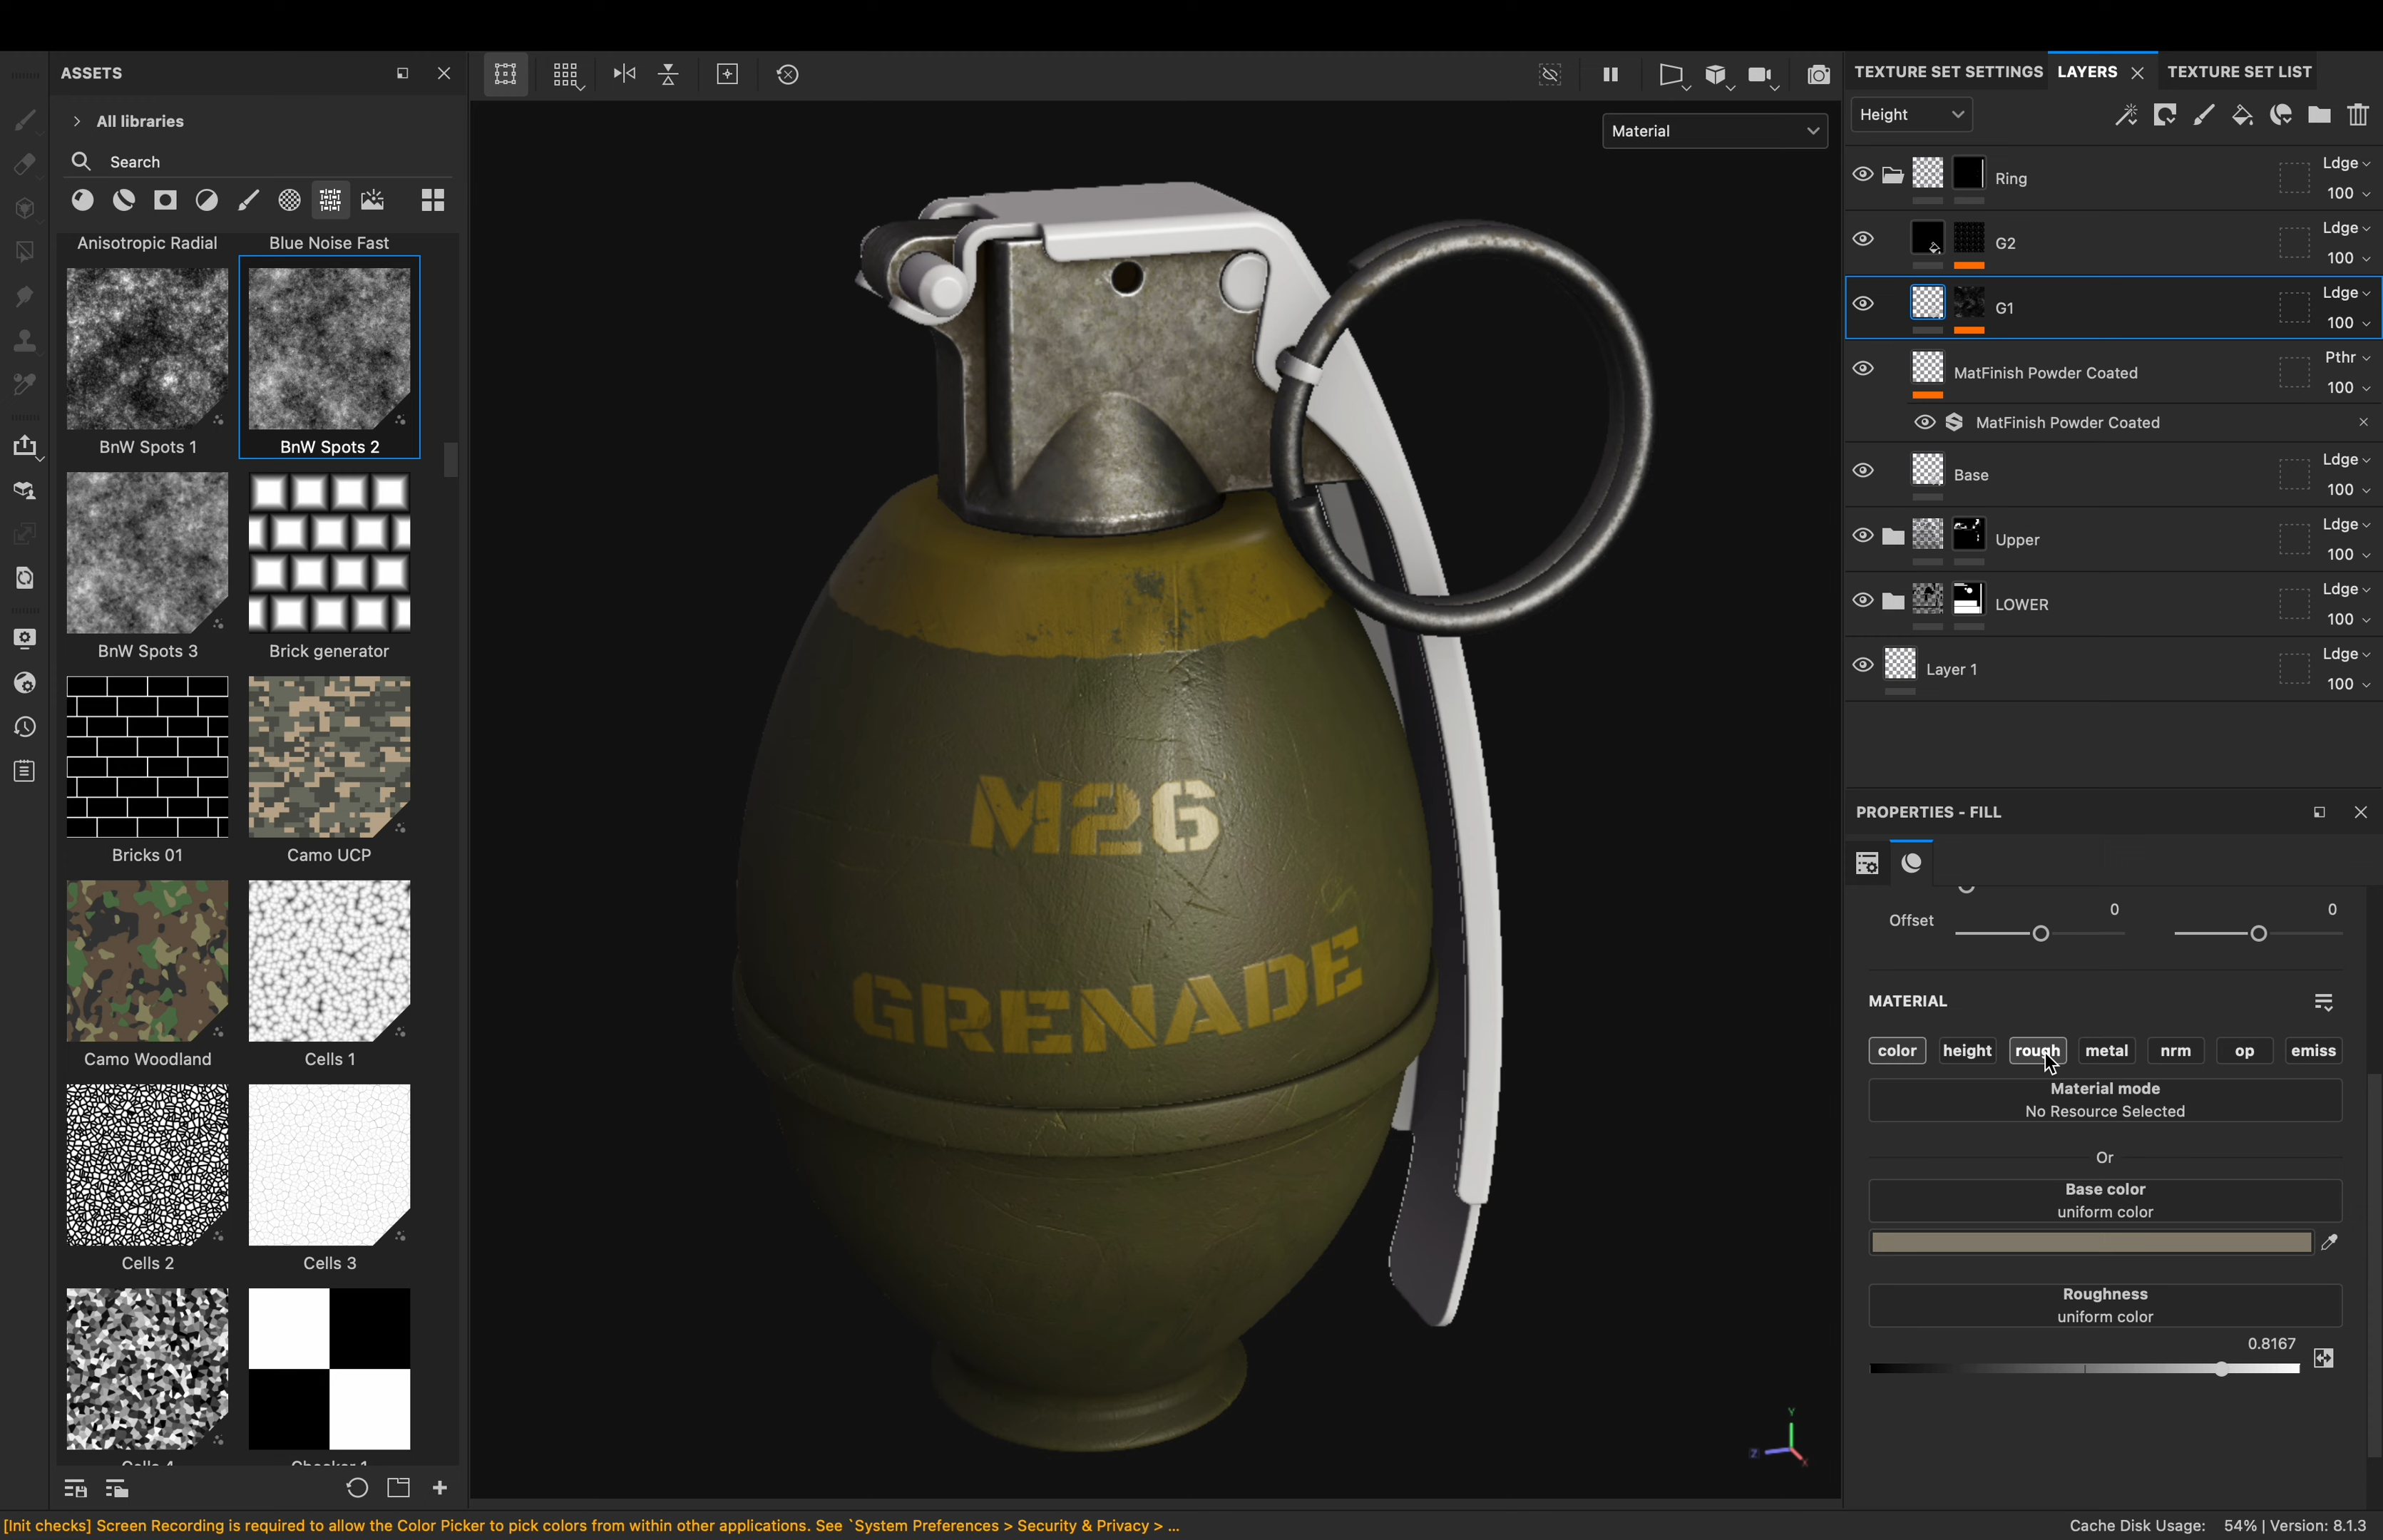 ASSETS
All libraries
Search
Anisotropic Radial
Blue Noise Fast
BnW Spots 1
BnW Spots 2
BnW Spots 3
Brick generator
Bricks 01
Camo UCP
Camo Woodland
Cells 1
Cells 2
Cells 3
Material
M26
GRENADE
Y
Z
X
TEXTURE SET SETTINGS
LAYERS
TEXTURE SET LIST
Height
Ring
Ldge
100
G2
Ldge
100
G1
Ldge
100
MatFinish Powder Coated
Pthr
100
MatFinish Powder Coated
Base
Ldge
100
Upper
Ldge
100
LOWER
Ldge
100
Layer 1
Ldge
100
PROPERTIES - FILL
Offset
0
0
MATERIAL
color height rough metal nrm op emiss
Material mode
No Resource Selected
Or
Base color
uniform color
Roughness
uniform color
0.8167
[Init checks] Screen Recording is required to allow the Color Picker to pick colors from within other applications. See `System Preferences > Security & Privacy > ...
Cache Disk Usage: 54% | Version: 8.1.3